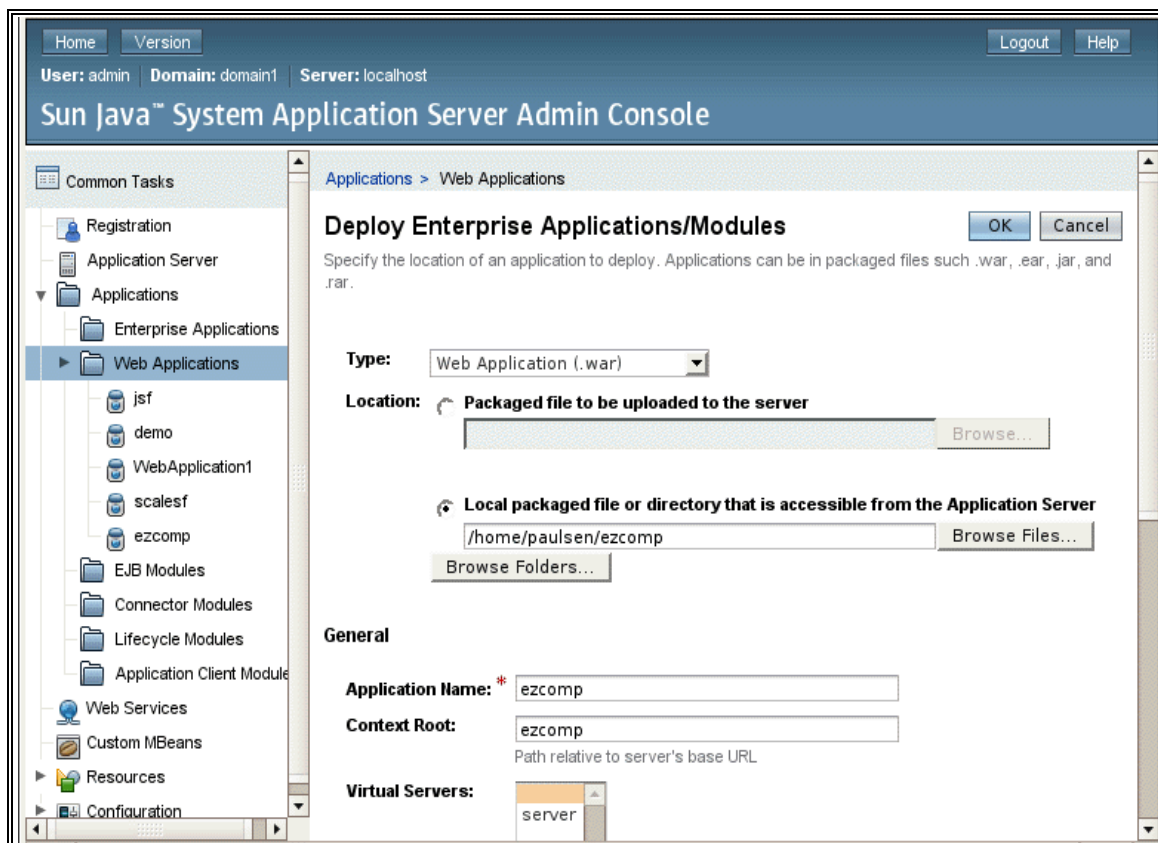 Home Version Logout Help
User: admin Domain: domain1 Server: localhost
Sun Java™ System Application Server Admin Console
Common Tasks
Registration
Application Server
Applications
Enterprise Applications
Web Applications
jsf
demo
WebApplication1
scalesf
ezcomp
EJB Modules
Connector Modules
Lifecycle Modules
Application Client Module
Web Services
Custom MBeans
Resources
Configuration
Applications > Web Applications
Deploy Enterprise Applications/Modules OK Cancel
Specify the location of an application to deploy. Applications can be in packaged files such .war, .ear, .jar, and
.rar.
Type: Web Application (.war)
Location: Packaged file to be uploaded to the server
Browse...
Local packaged file or directory that is accessible from the Application Server
/home/paulsen/ezcomp Browse Files...
Browse Folders...
General
Application Name: * ezcomp
Context Root: ezcomp
Path relative to server's base URL
Virtual Servers:
server